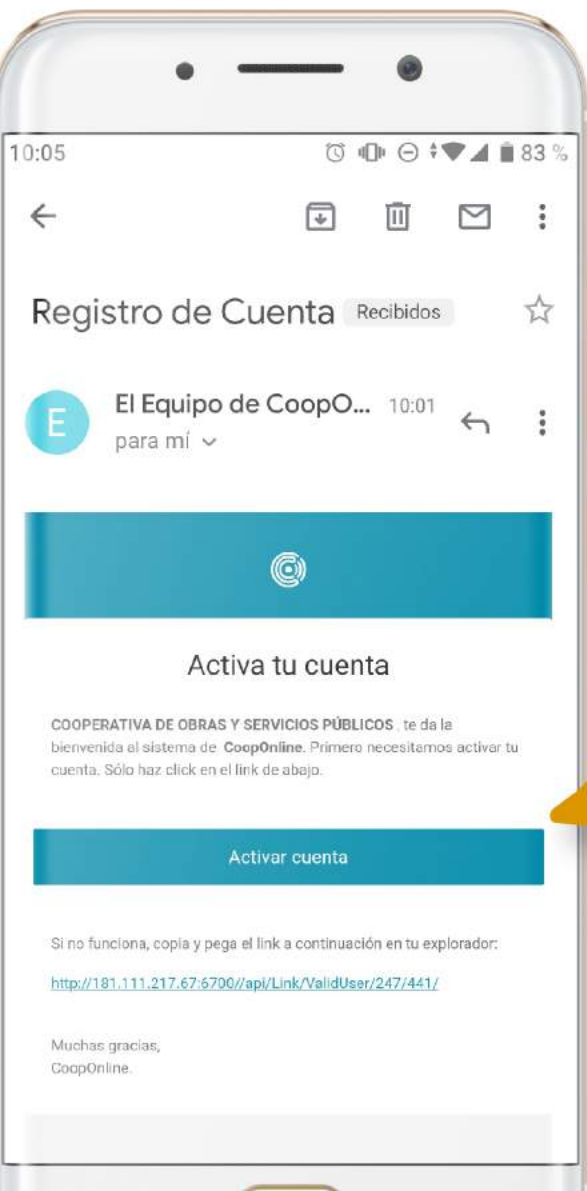 10:05
83 %
Registro de Cuenta Recibidos
E
El Equipo de CoopO... 10:01
para mí
Activa tu cuenta
COOPERATIVA DE OBRAS Y SERVICIOS PÚBLICOS , te da la
bienvenida al sistema de CoopOnline. Primero necesitamos activar tu
cuenta. Sólo haz click en el link de abajo.
Activar cuenta
Si no funciona, copia y pega el link a continuación en tu explorador:
http://181.111.217.67:6700//api/Link/ValidUser/247/441/
Muchas gracias,
CoopOnline.